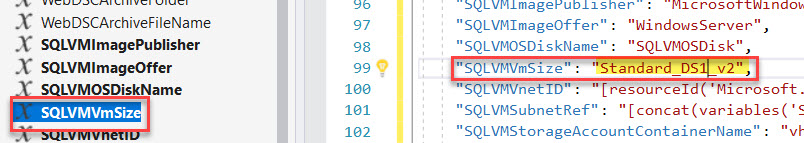 WebDSCArchiveFolder
WebDSCArchiveFileName
SQLVMImagePublisher
SQLVMImageOffer
SQLVMOSDiskName
SQLVMVmSize
SQLVMVnetID
96 "SQLVMImagePublisher": "MicrosoftWindow
97 "SQLVMImageOffer": "WindowsServer",
98 "SQLVMOSDiskName": "SQLVMOSDisk",
99 "SQLVMVmSize": "Standard_DS1_v2",
100 "SQLVMVnetID": "[resourceId('Microsoft.
101 "SQLVMSubnetRef": "[concat(variables('S
102 "SQLVMStorageAccountContainerName": "vh